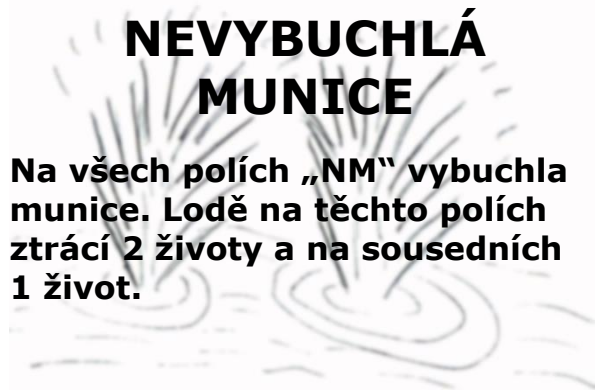 NEVYBUCHLÁ
MUNICE
Na všech polích „NM“ vybuchla
munice. Lodě na těchto polích
ztrácí 2 životy a na sousedních
1 život.